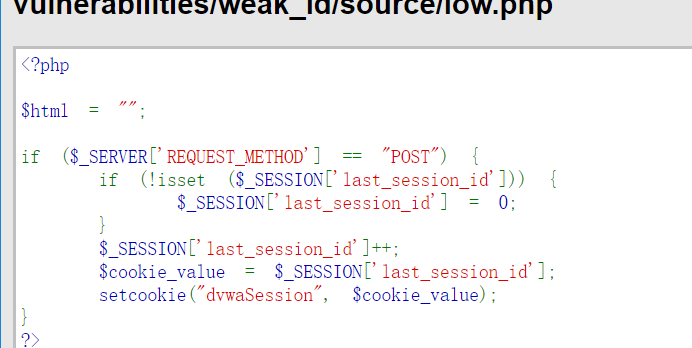 vulnerabilities/weak_id/source/low.php
<?php
$html = "";
if ($_SERVER['REQUEST_METHOD'] == "POST") {
if (!isset ($_SESSION['last_session_id'])) {
$_SESSION['last_session_id'] = 0;
}
$_SESSION['last_session_id']++;
$cookie_value = $_SESSION['last_session_id'];
setcookie("dvwaSession", $cookie_value);
}
?>